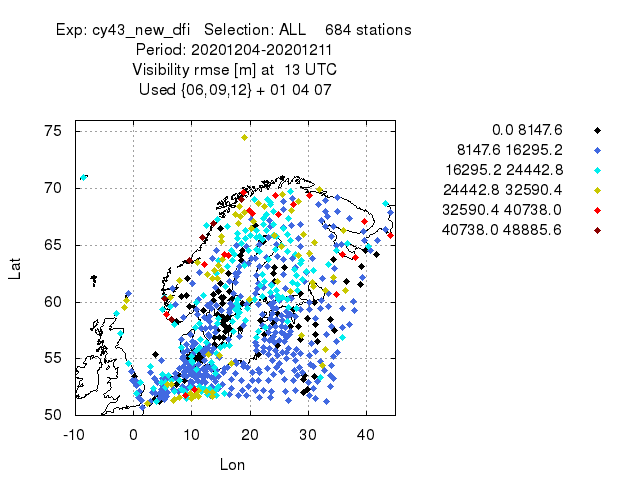 Exp: cy43_new_dfi   Selection: ALL    684 stations
Period: 20201204-20201211
Visibility rmse [m] at  13 UTC
Used {06,09,12} + 01 04 07
0.0 8147.6
8147.6 16295.2
16295.2 24442.8
24442.8 32590.4
32590.4 40738.0
40738.0 48885.6
Lat
75
70
65
60
55
50
-10 0 10 20 30 40
Lon